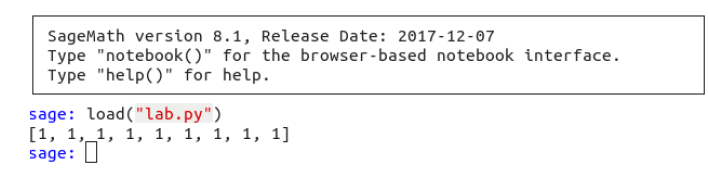 SageMath version 8.1, Release Date: 2017-12-07
Type "notebook()" for the browser-based notebook interface.
Type "help()" for help.
sage: load("lab.py")
[1, 1, 1, 1, 1, 1, 1, 1, 1]
sage: